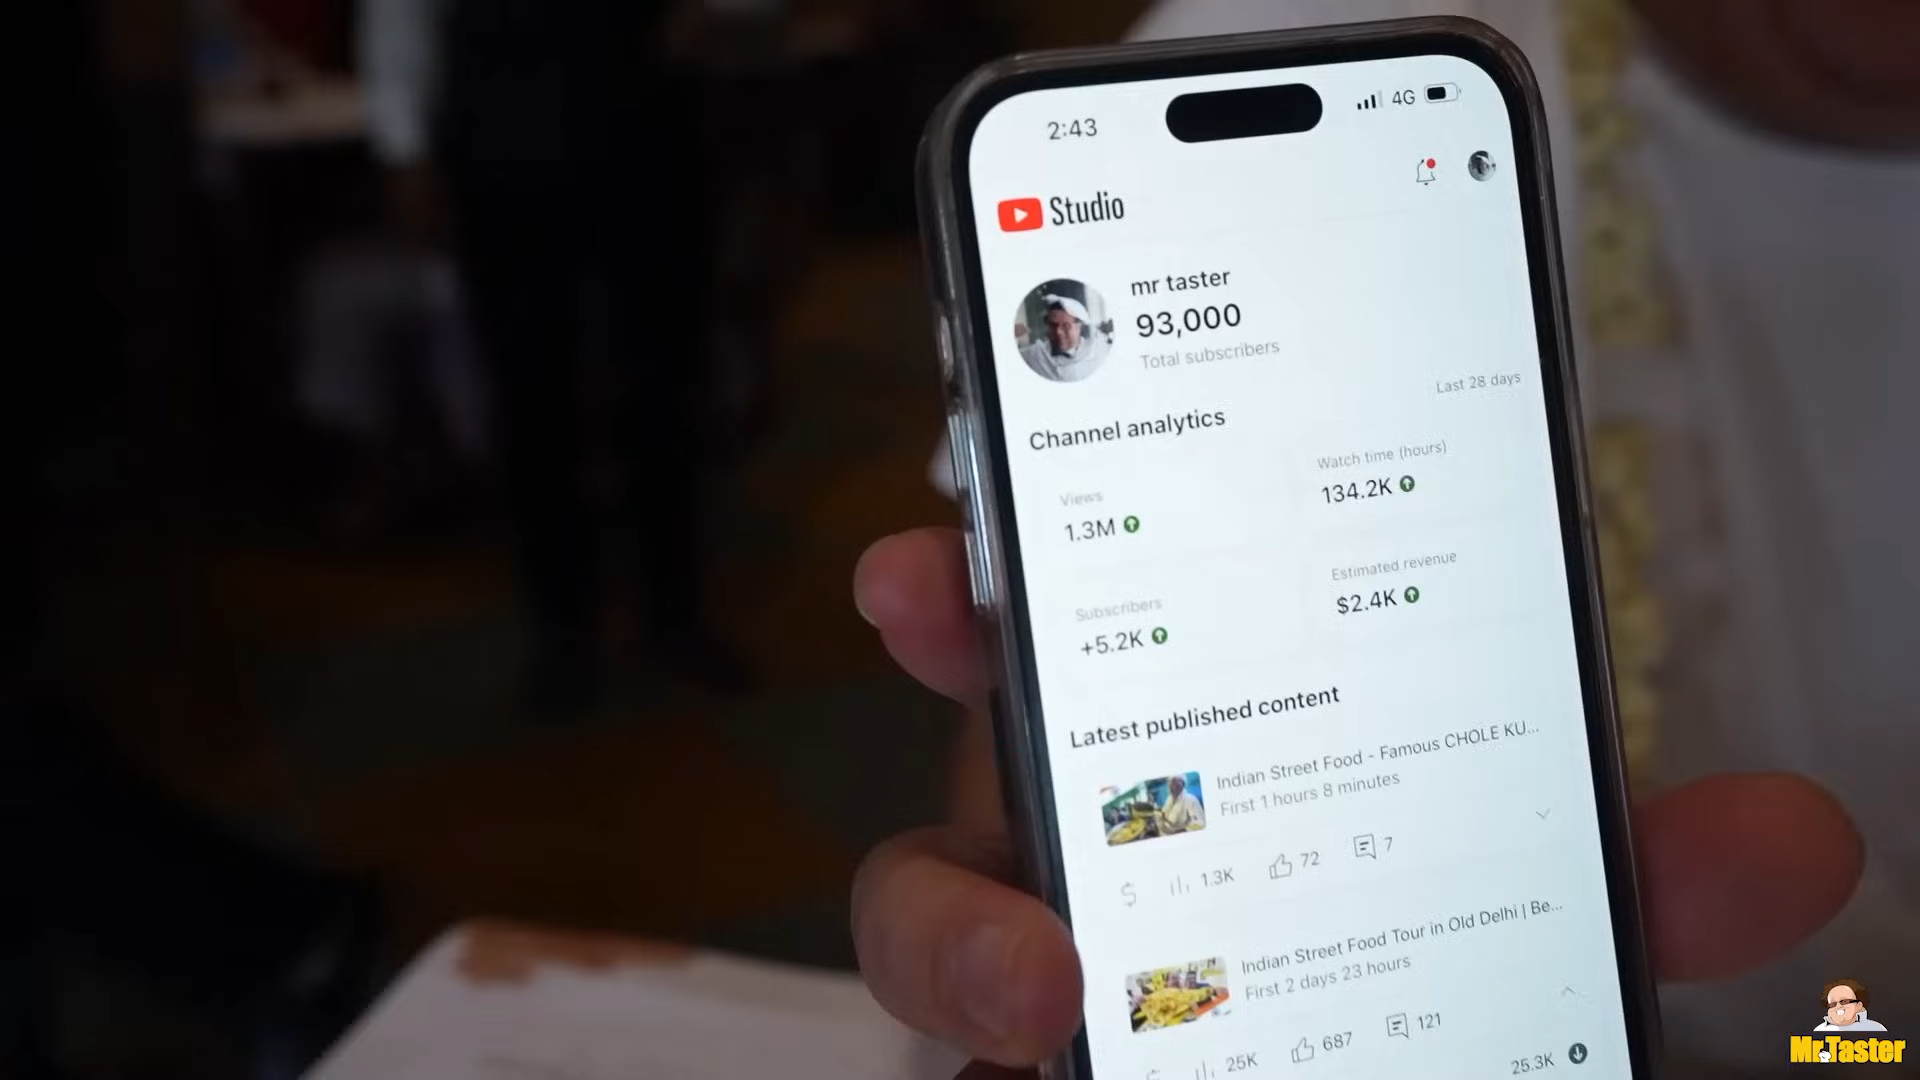 2:43
4G
Studio
mr taster
93,000
Total subscribers
Last 28 days
Channel analytics
Views
1.3M
Watch time (hours)
134.2K
Subscribers
+5.2K
Estimated revenue
$2.4K
Latest published content
Indian Street Food - Famous CHOLE KU...
First 1 hours 8 minutes
$ 1.3K 72 7
Indian Street Food Tour in Old Delhi | Be...
First 2 days 23 hours
25K 687 121
25.3K
Mr.Taster